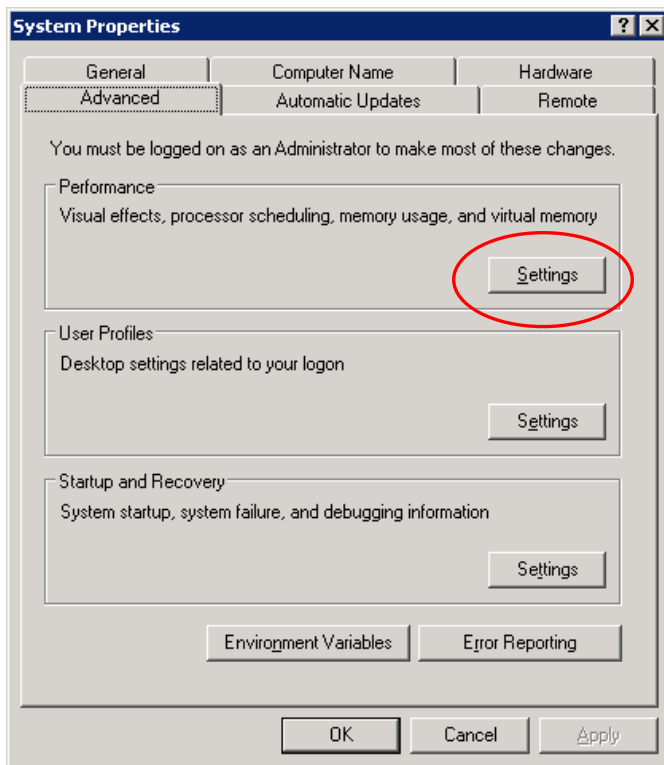 System Properties
General Computer Name Hardware
Advanced Automatic Updates Remote
You must be logged on as an Administrator to make most of these changes.
Performance
Visual effects, processor scheduling, memory usage, and virtual memory
Settings
User Profiles
Desktop settings related to your logon
Settings
Startup and Recovery
System startup, system failure, and debugging information
Settings
Environment Variables Error Reporting
OK Cancel Apply